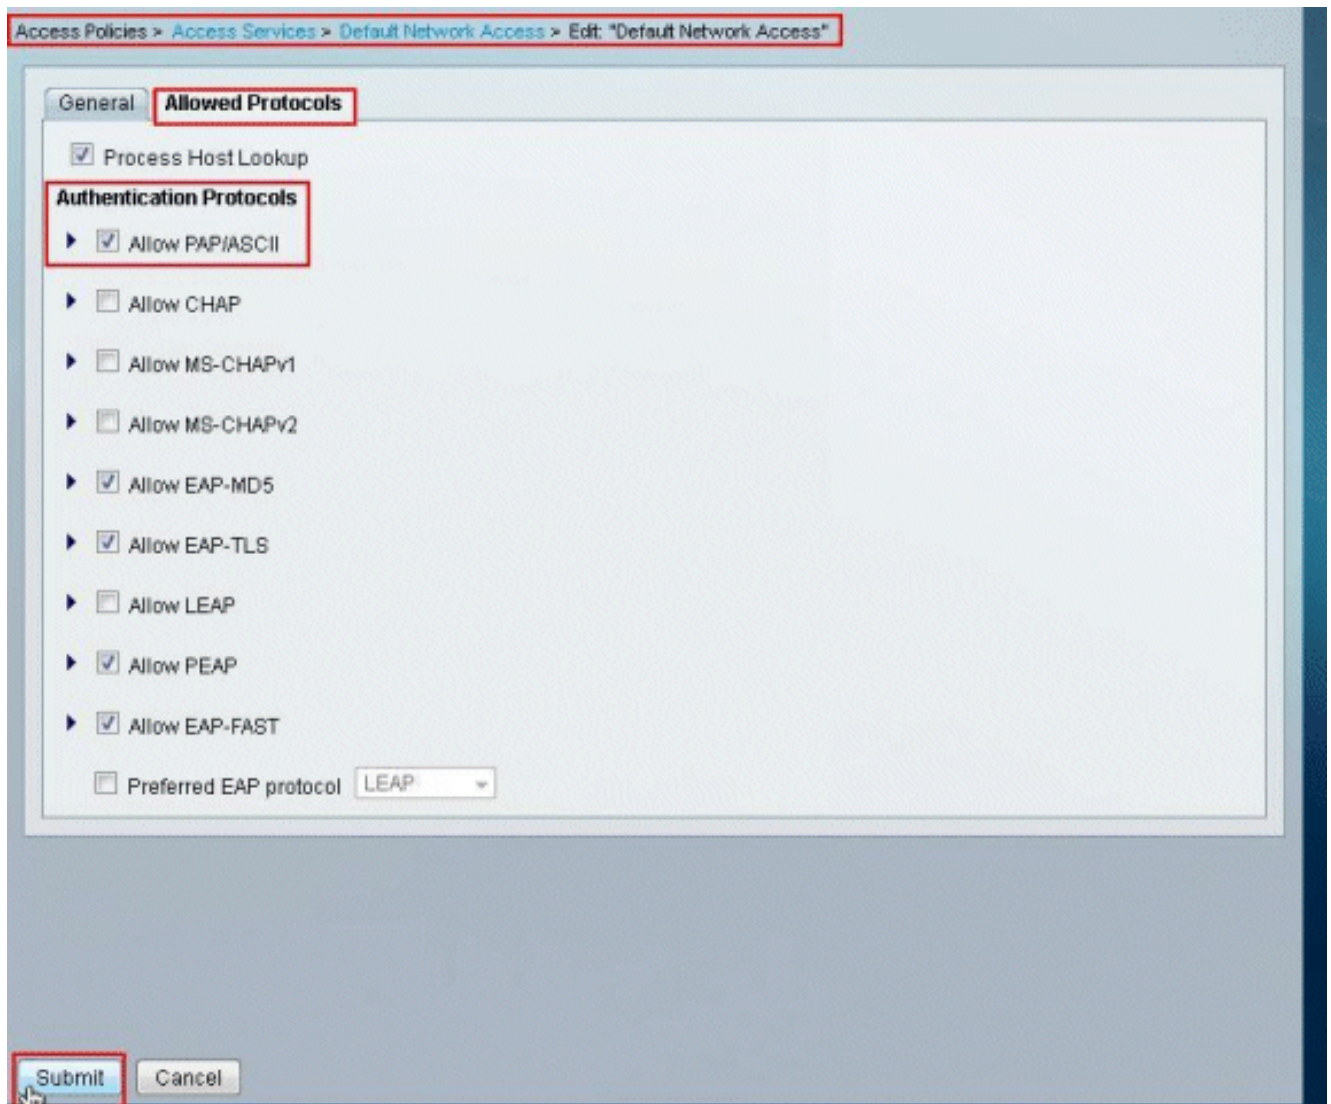 Access Policies > Access Services > Default Network Access > Edit: "Default Network Access"
General Allowed Protocols
Process Host Lookup
Authentication Protocols
Allow PAP/ASCII
Allow CHAP
Allow MS-CHAPv1
Allow MS-CHAPv2
Allow EAP-MD5
Allow EAP-TLS
Allow LEAP
Allow PEAP
Allow EAP-FAST
Preferred EAP protocol LEAP
Submit Cancel